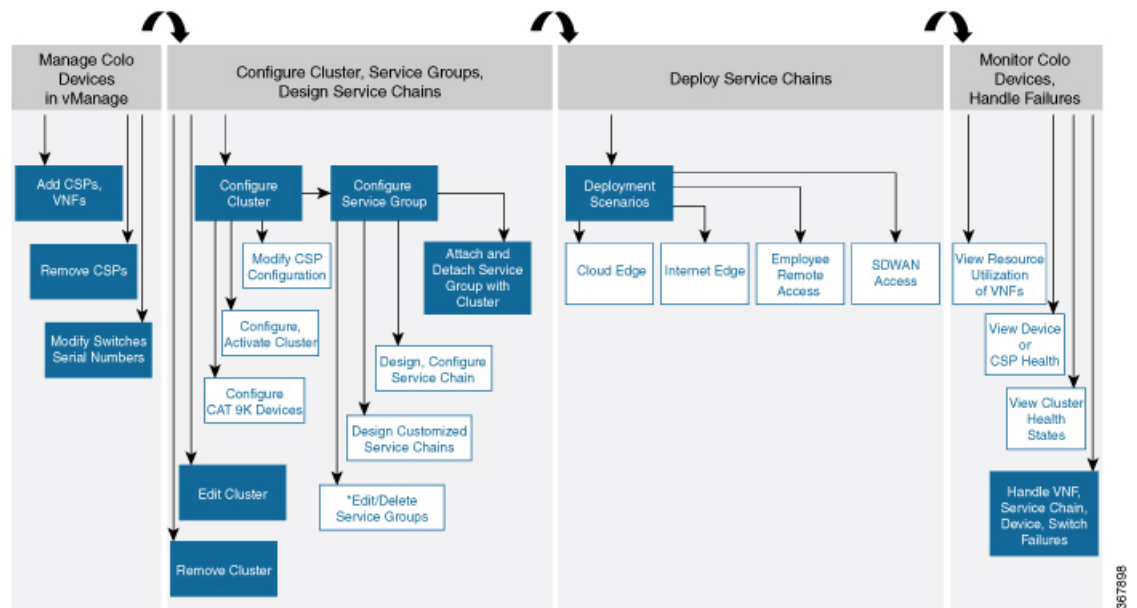 Manage Colo
Devices
in vManage
Configure Cluster, Service Groups,
Design Service Chains
Deploy Service Chains
Monitor Colo
Devices,
Handle Failures
Add CSPs,
VNFs
Remove CSPs
Modify Switches
Serial Numbers
Configure
Cluster
Configure
Service Group
Modify CSP
Configuration
Attach and
Detach Service
Group with
Cluster
Configure,
Activate Cluster
Design, Configure
Service Chain
Configure
CAT 9K Devices
Design Customized
Service Chains
Edit Cluster
*Edit/Delete
Service Groups
Remove Cluster
Deployment
Scenarios
Cloud Edge
Internet Edge
Employee
Remote
Access
SDWAN
Access
View Resource
Utilization
of VNFs
View Device
or
CSP Health
View Cluster
Health
States
Handle VNF,
Service Chain,
Device, Switch
Failures
367898